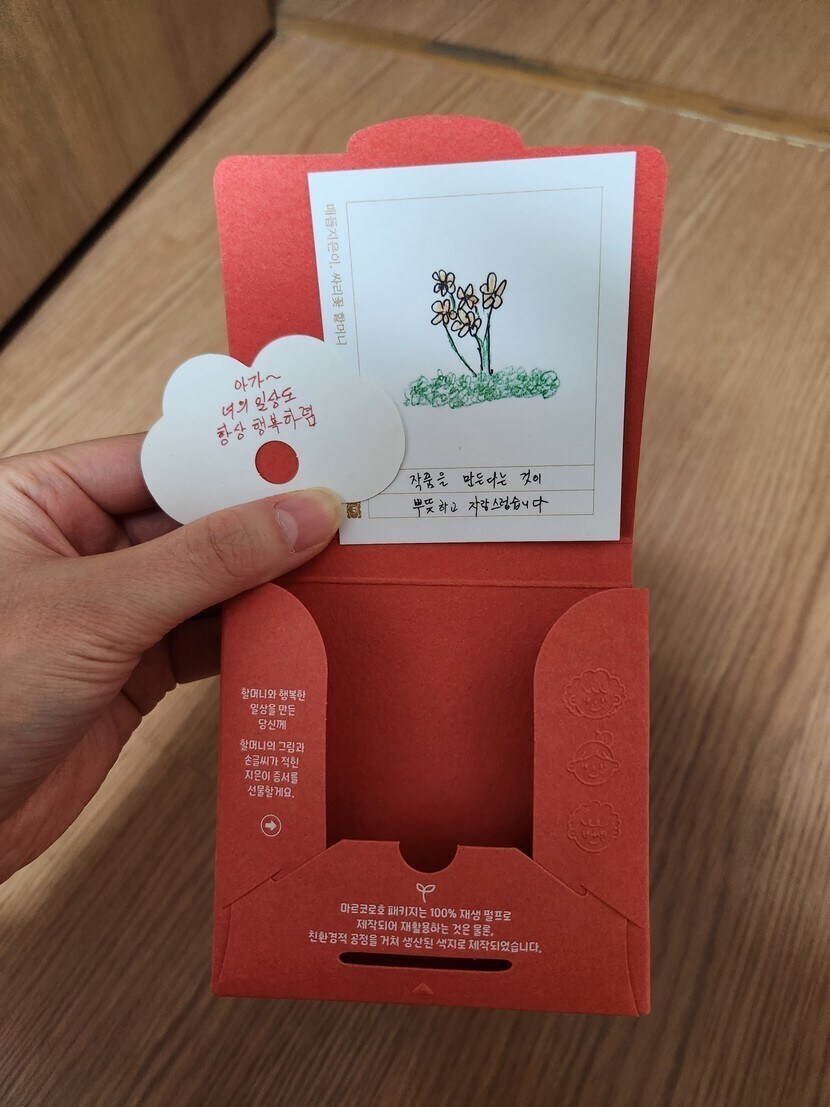 매듭지은이. 싸리꽃 할머니
아가~
너의 일상도
항상 행복하렴
작품을 만든다는 것이
뿌듯하고 자랑스럽습니다
할머니와 행복한
일상을 만든
당신께
할머니의 그림과
손글씨가 적힌
지은이 증서를
선물할게요.
마르코로호 패키지는 100% 재생 펄프로
제작되어 재활용하는 것은 물론,
친환경적 공정을 거쳐 생산된 색지로 제작되었습니다.